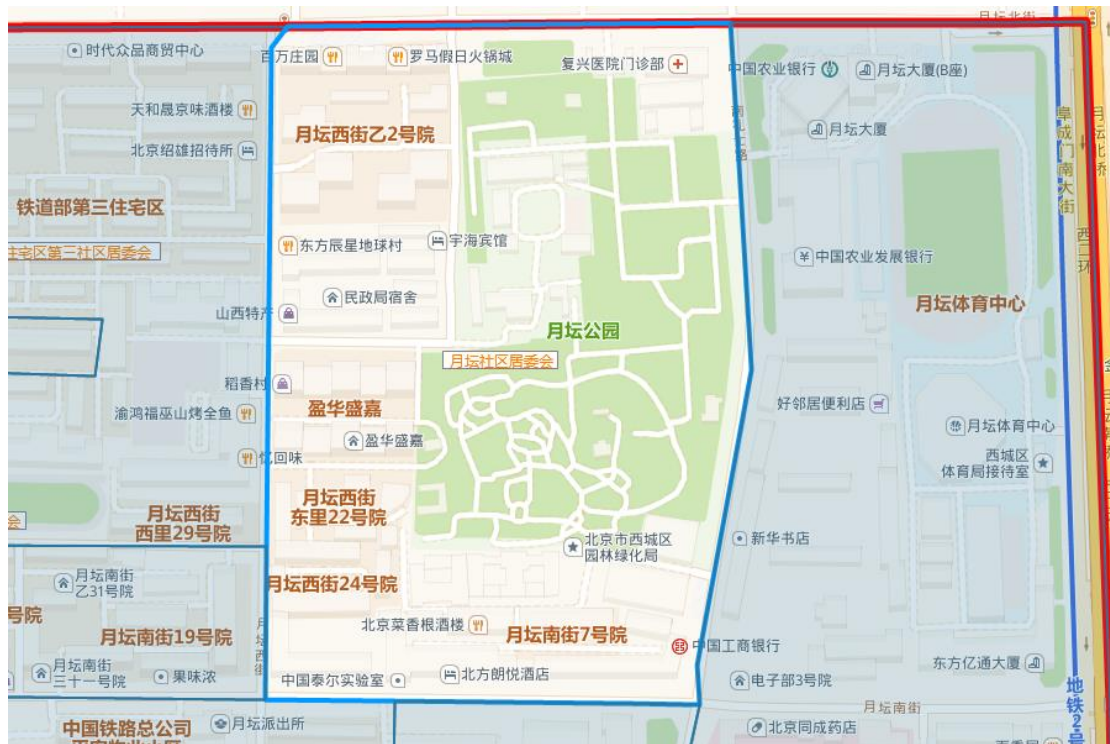 月坛北街
时代众品商贸中心
百万庄园
罗马假日火锅城
复兴医院门诊部
中国农业银行
月坛大厦(B座)
天和晟京味酒楼
月坛西街乙2号院
月坛大厦
北京绍雄招待所
阜成门南大街
月坛北桥
铁道部第三住宅区
住宅区第三社区居委会
东方辰星地球村
宇海宾馆
中国农业发展银行
西二环
民政局宿舍
山西特产
月坛公园
月坛体育中心
月坛社区居委会
稻香村
盈华盛嘉
渝鸿福巫山烤全鱼
盈华盛嘉
好邻居便利店
月坛体育中心
忆回味
西城区
体育局接待室
月坛西街
东里22号院
月坛西街
西里29号院
会
北京市西城区
园林绿化局
新华书店
月坛南街
乙31号院
月坛西街24号院
号院
月坛南街19号院
月坛西街
北京菜香根酒楼
月坛南街7号院
中国工商银行
月坛南街
三十一号院
果味浓
中国泰尔实验室
北方朗悦酒店
电子部3号院
东方亿通大厦
地铁2号
月坛南街
中国铁路总公司
月坛派出所
北京同成药店